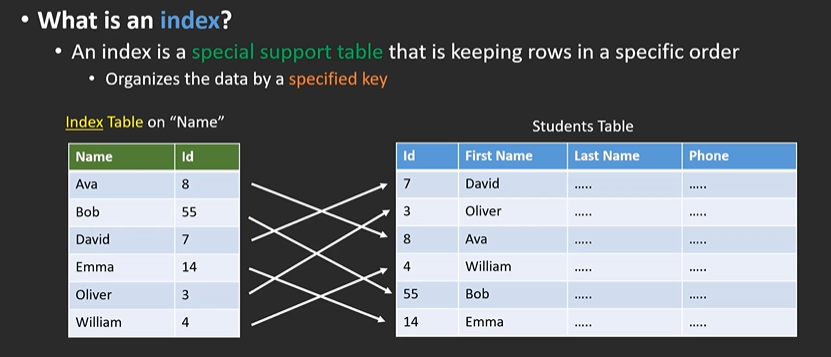 • What is an index?
• An index is a special support table that is keeping rows in a specific order
• Organizes the data by a specified key
Index Table on “Name”
Name Id
Ava 8
Bob 55
David 7
Emma 14
Oliver 3
William 4
Students Table
Id First Name Last Name Phone
7 David ..... .....
3 Oliver ..... .....
8 Ava ..... .....
4 William ..... .....
55 Bob ..... .....
14 Emma ..... .....